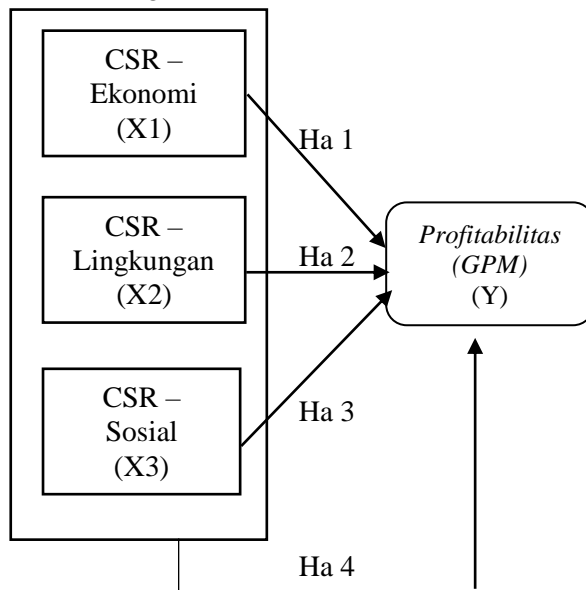 CSR –
Ekonomi
(X1)
Ha 1
CSR –
Lingkungan
(X2)
Ha 2
Profitabilitas
(GPM)
(Y)
CSR –
Sosial
(X3)
Ha 3
Ha 4